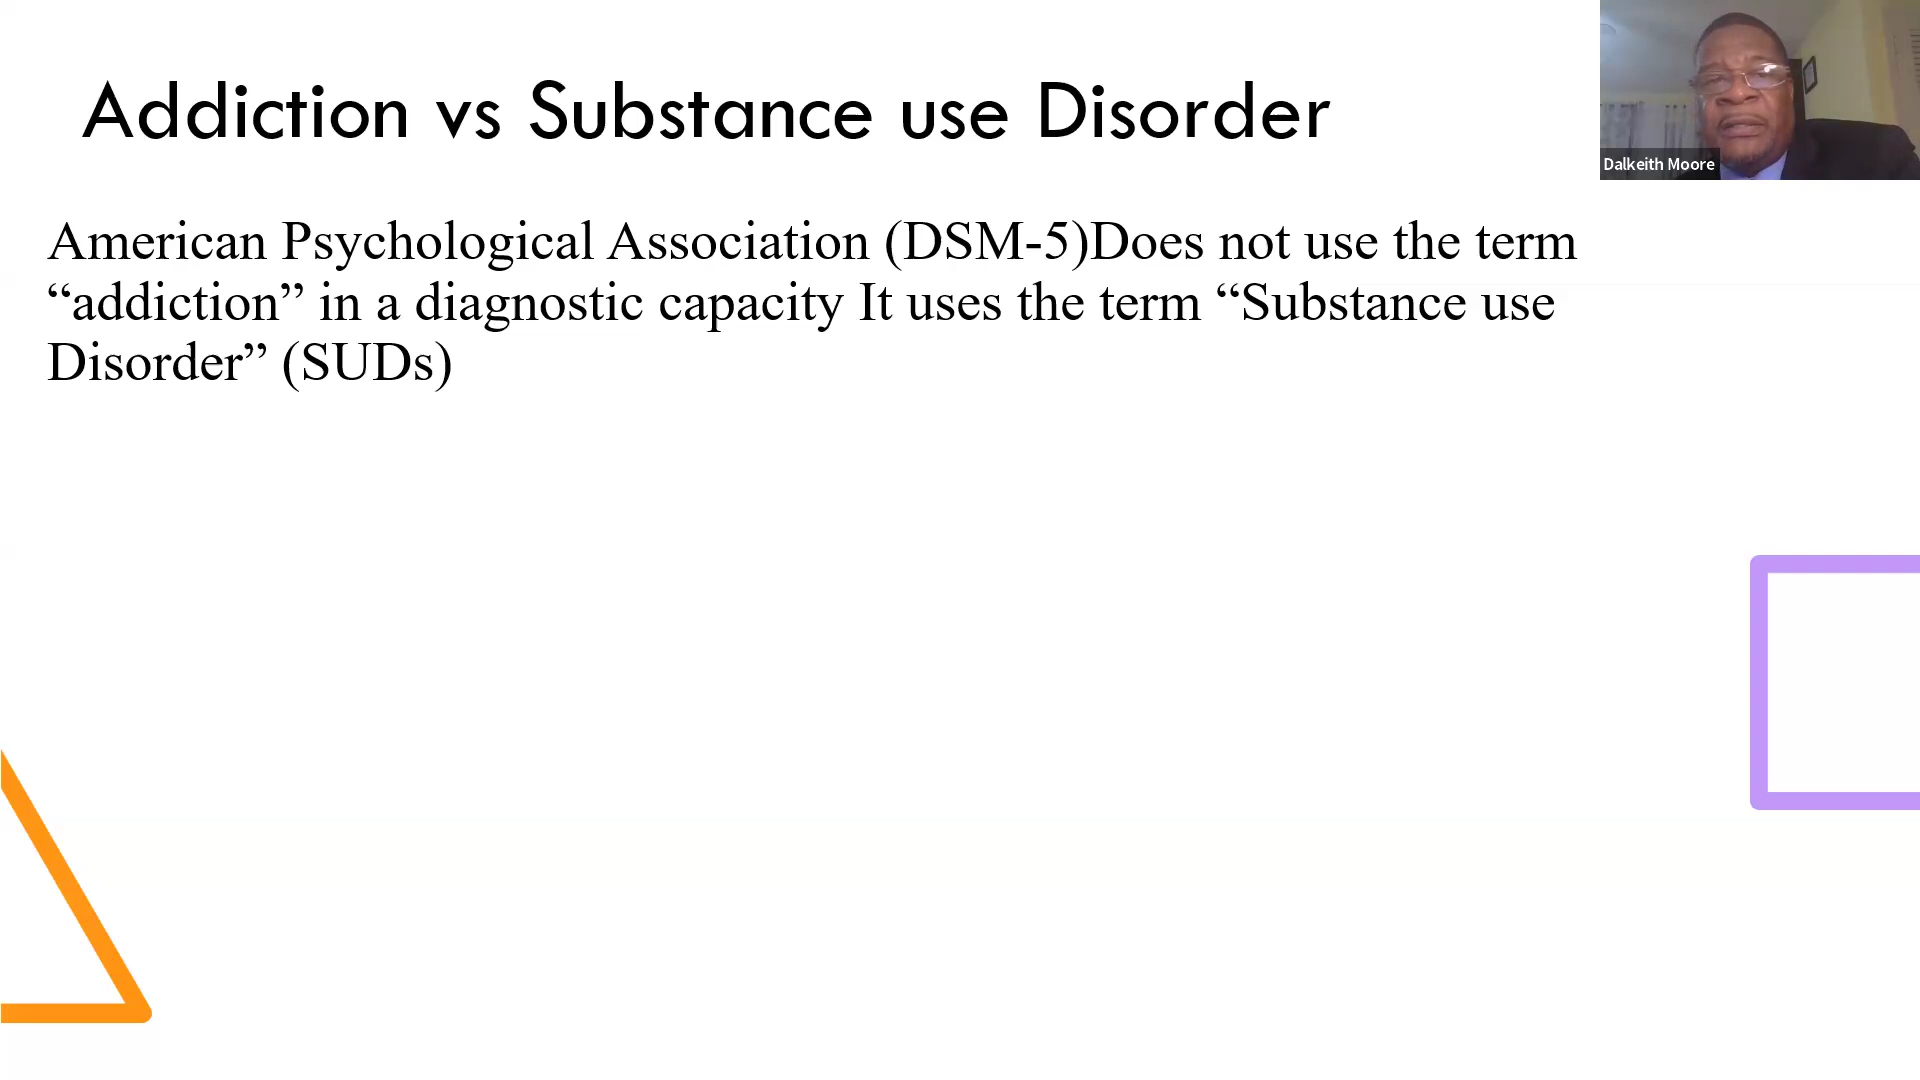 Addiction vs Substance use Disorder
Dalkeith Moore
American Psychological Association (DSM-5)Does not use the term
“addiction” in a diagnostic capacity It uses the term “Substance use
Disorder” (SUDs)